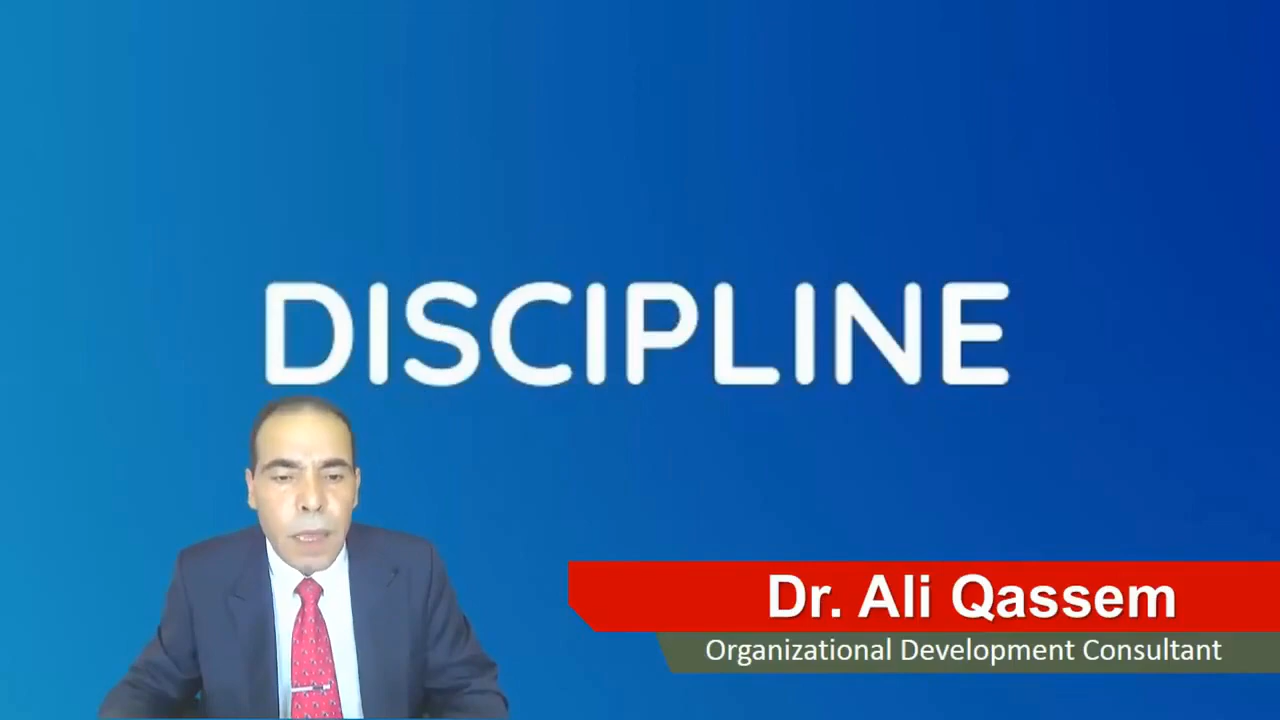 DISCIPLINE
Dr. Ali Qassem
Organizational Development Consultant